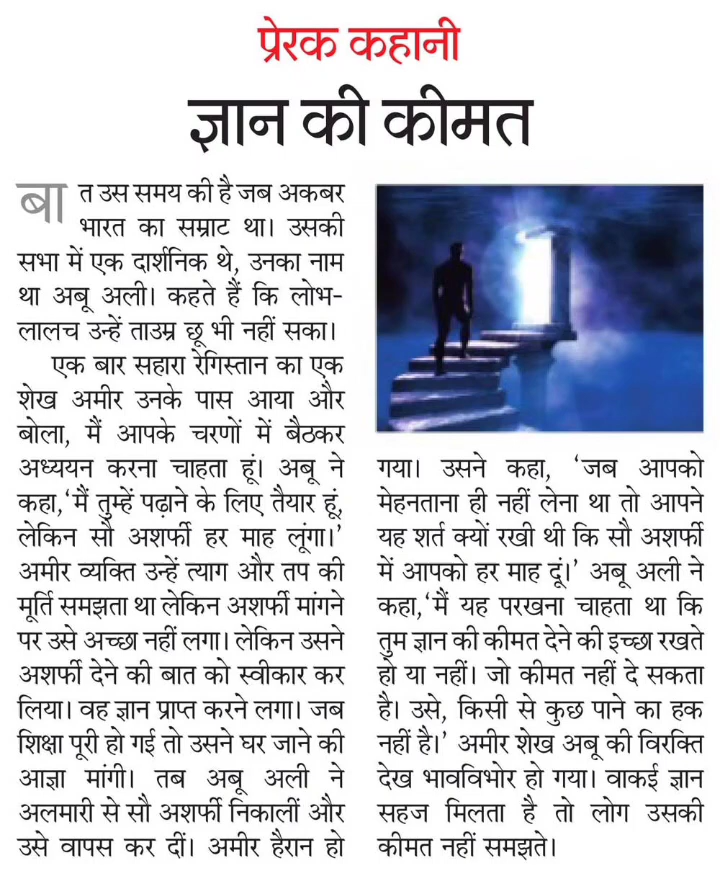 प्रेरक कहानी
ज्ञान की कीमत
बात उस समय की है जब अकबर
भारत का सम्राट था। उसकी
सभा में एक दार्शनिक थे, उनका नाम
था अबू अली। कहते हैं कि लोभ-
लालच उन्हें ताउम्र छू भी नहीं सका।
एक बार सहारा रेगिस्तान का एक
शेख अमीर उनके पास आया और
बोला, मैं आपके चरणों में बैठकर
अध्ययन करना चाहता हूं। अबू ने
कहा,‘मैं तुम्हें पढ़ाने के लिए तैयार हूं,
लेकिन सौ अशर्फी हर माह लूंगा।’
अमीर व्यक्ति उन्हें त्याग और तप की
मूर्ति समझता था लेकिन अशर्फी मांगने
पर उसे अच्छा नहीं लगा। लेकिन उसने
अशर्फी देने की बात को स्वीकार कर
लिया। वह ज्ञान प्राप्त करने लगा। जब
शिक्षा पूरी हो गई तो उसने घर जाने की
आज्ञा मांगी। तब अबू अली ने
अलमारी से सौ अशर्फी निकालीं और
उसे वापस कर दीं। अमीर हैरान हो
गया। उसने कहा, ‘जब आपको
मेहनताना ही नहीं लेना था तो आपने
यह शर्त क्यों रखी थी कि सौ अशर्फी
में आपको हर माह दूं।’ अबू अली ने
कहा,‘मैं यह परखना चाहता था कि
तुम ज्ञान की कीमत देने की इच्छा रखते
हो या नहीं। जो कीमत नहीं दे सकता
है। उसे, किसी से कुछ पाने का हक
नहीं है।’ अमीर शेख अबू की विरक्ति
देख भावविभोर हो गया। वाकई ज्ञान
सहज मिलता है तो लोग उसकी
कीमत नहीं समझते।